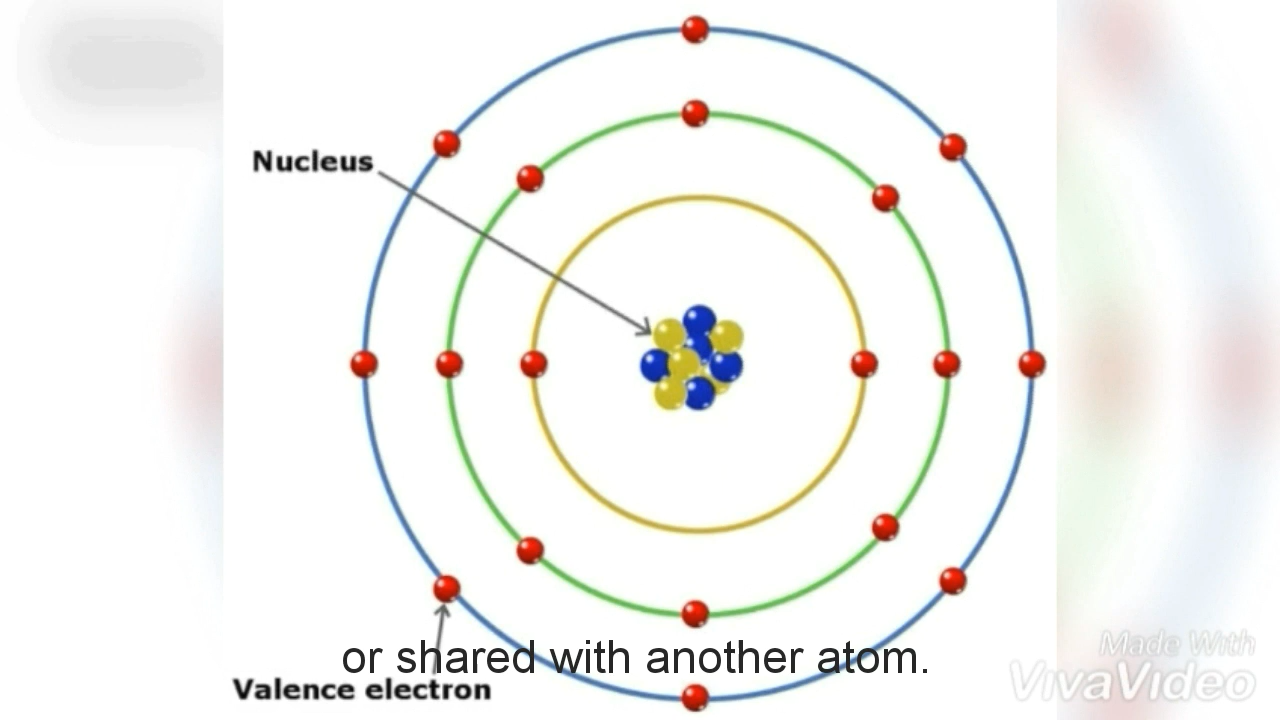 Nucleus
or shared with another atom.
Valence electron
Made With
VivaVideo